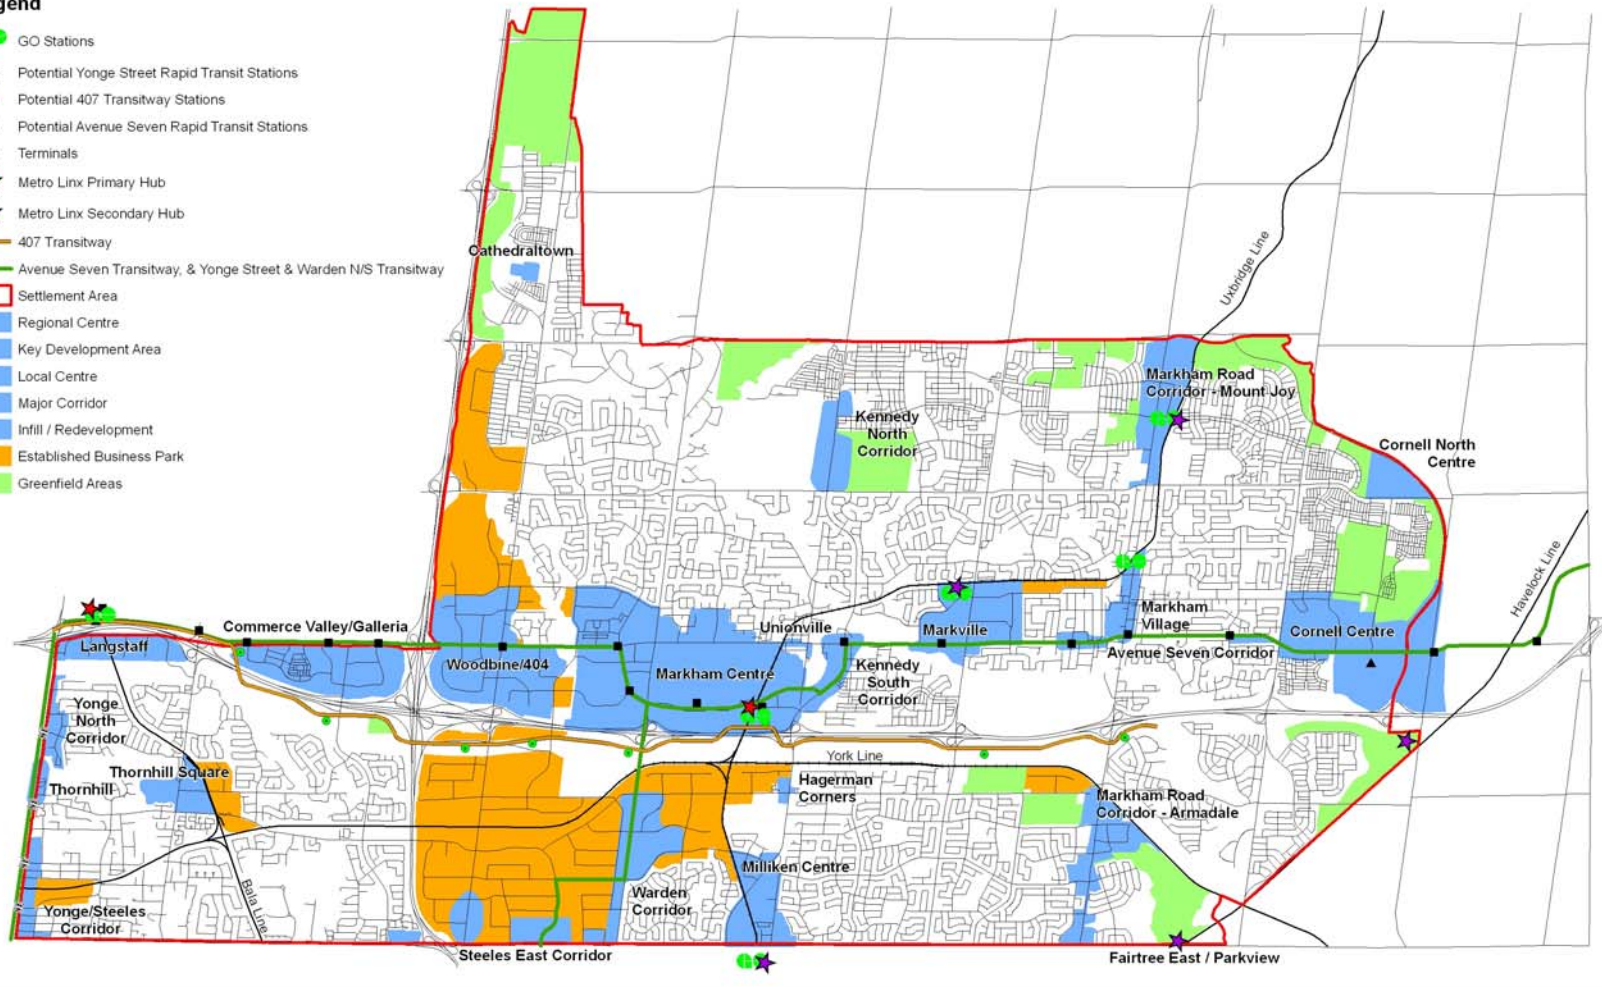 gend
GO Stations
Potential Yonge Street Rapid Transit Stations
Potential 407 Transitway Stations
Potential Avenue Seven Rapid Transit Stations
Terminals
Metro Linx Primary Hub
Metro Linx Secondary Hub
407 Transitway
Avenue Seven Transitway, & Yonge Street & Warden N/S Transitway
Settlement Area
Regional Centre
Key Development Area
Local Centre
Major Corridor
Infill / Redevelopment
Established Business Park
Greenfield Areas
Cathedraltown
Uxbridge Line
Markham Road
Corridor - Mount Joy
Kennedy
North
Corridor
Cornell North
Centre
Havelock Line
Commerce Valley/Galleria
Langstaff
Woodbine/404
Unionville
Markham Centre
Markville
Kennedy
South
Corridor
Markham
Village
Avenue Seven Corridor
Cornell Centre
Yonge
North
Corridor
Thornhill Square
Thornhill
York Line
Hagerman
Corners
Markham Road
Corridor - Armadale
Milliken Centre
Warden
Corridor
Bala Line
Yonge/Steeles
Corridor
Steeles East Corridor
Fairtree East / Parkview